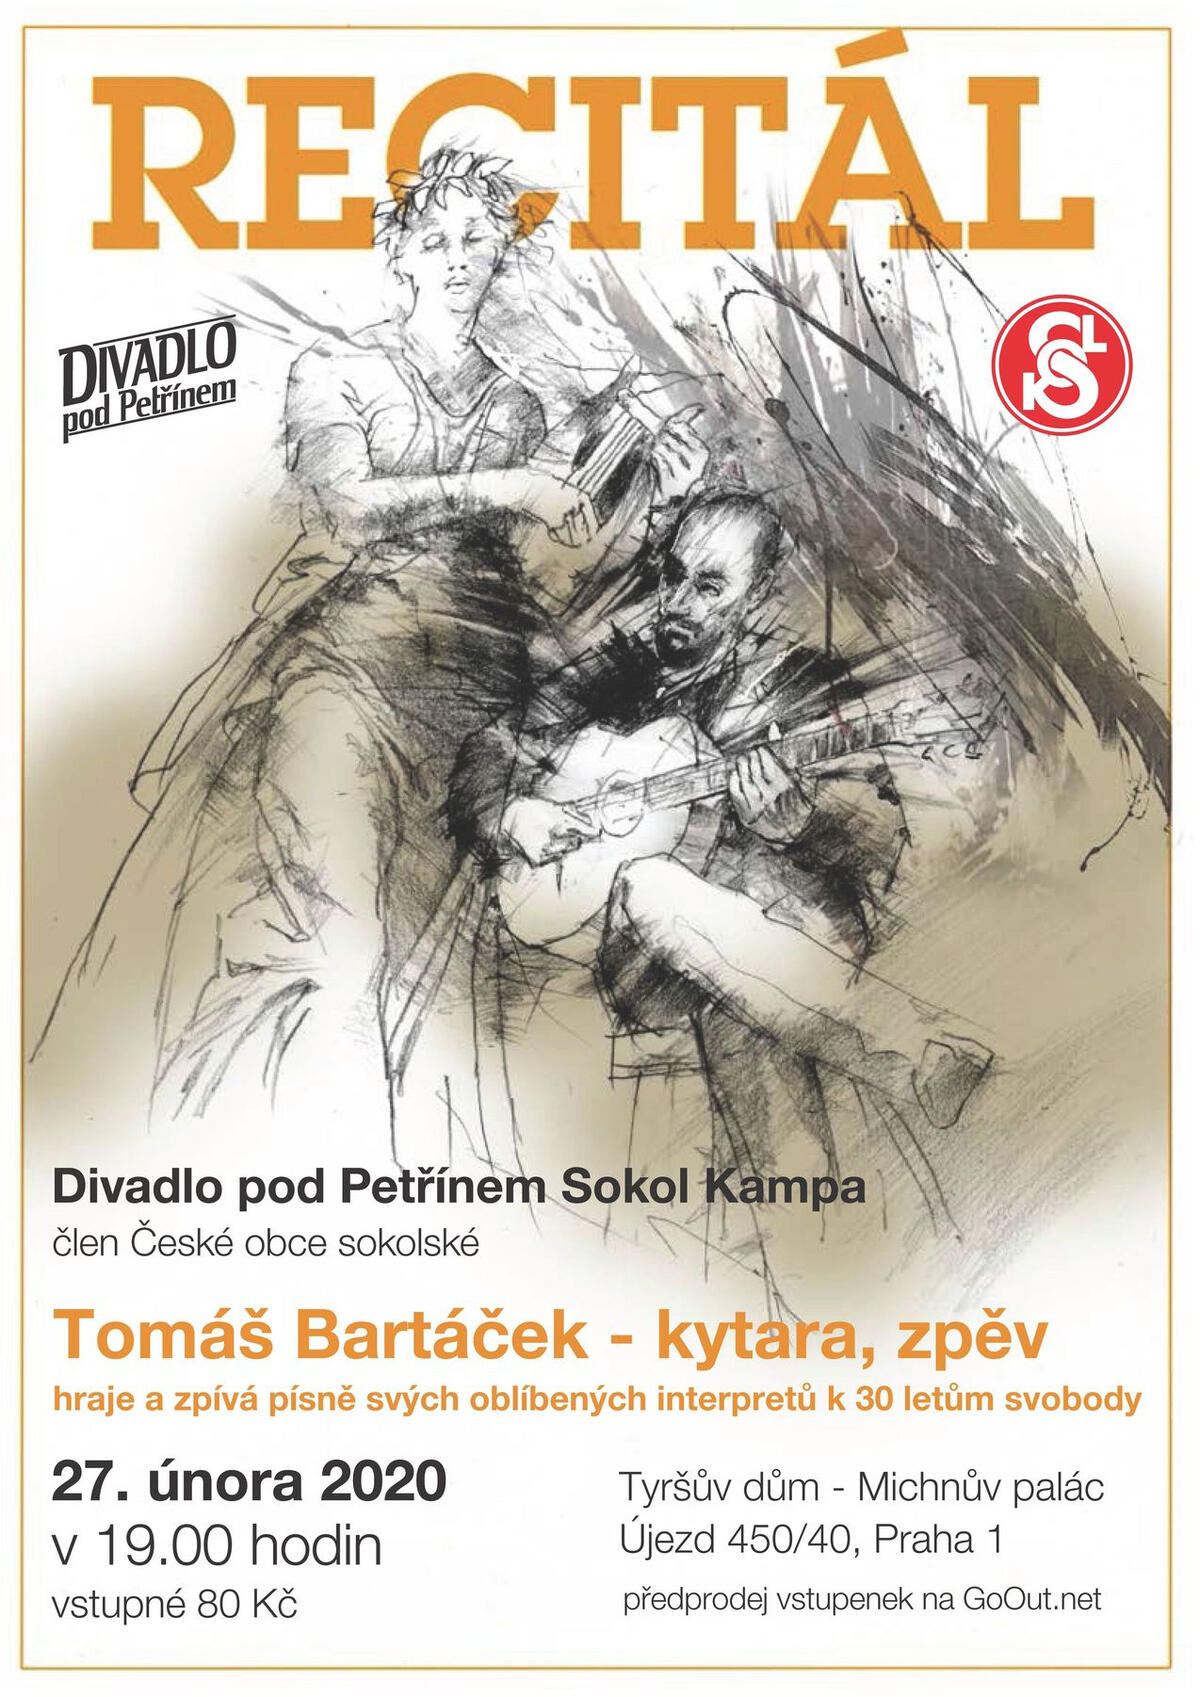 RECITÁL
DIVADLO
pod Petřínem
SOKOL
Divadlo pod Petřínem Sokol Kampa
člen České obce sokolské
Tomáš Bartáček - kytara, zpěv
hraje a zpívá písně svých oblíbených interpretů k 30 letům svobody
27. února 2020
v 19.00 hodin
vstupné 80 Kč
Tyršův dům - Michnův palác
Újezd 450/40, Praha 1
předprodej vstupenek na GoOut.net